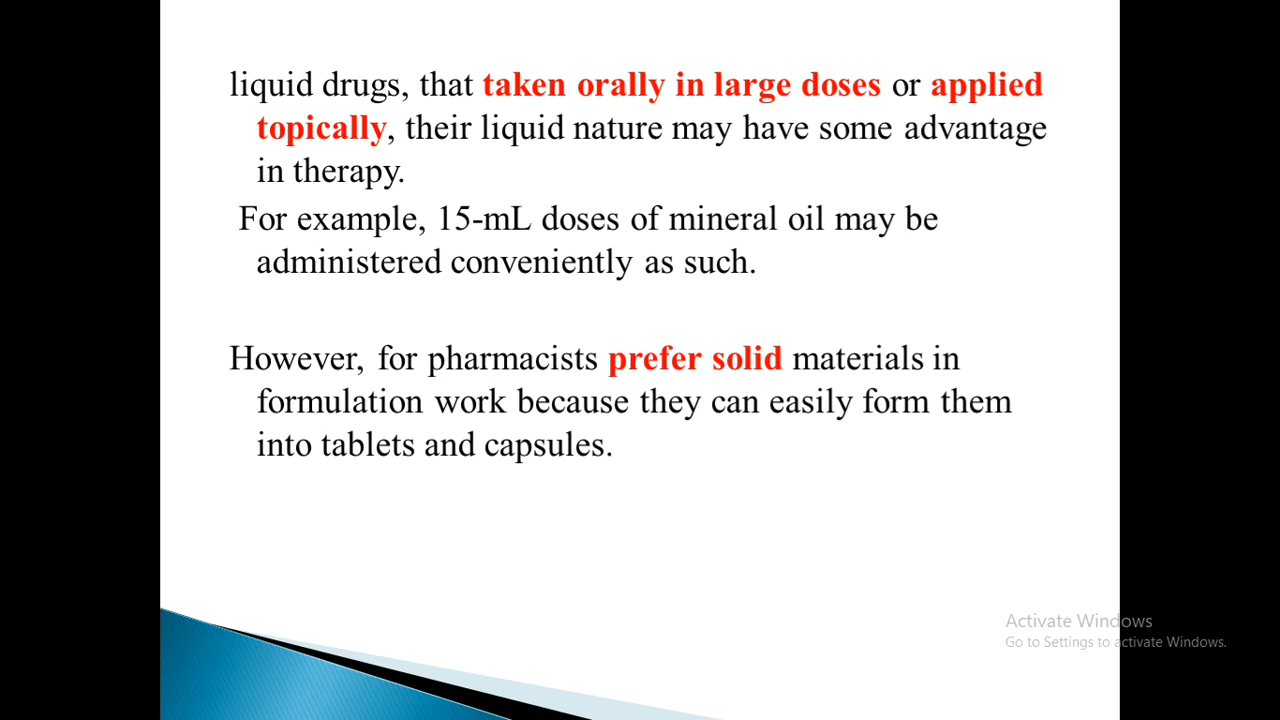 liquid drugs, that taken orally in large doses or applied
topically, their liquid nature may have some advantage
in therapy.
For example, 15-mL doses of mineral oil may be
administered conveniently as such.
However, for pharmacists prefer solid materials in
formulation work because they can easily form them
into tablets and capsules.
Activate Windows
Go to Settings to activate Windows.